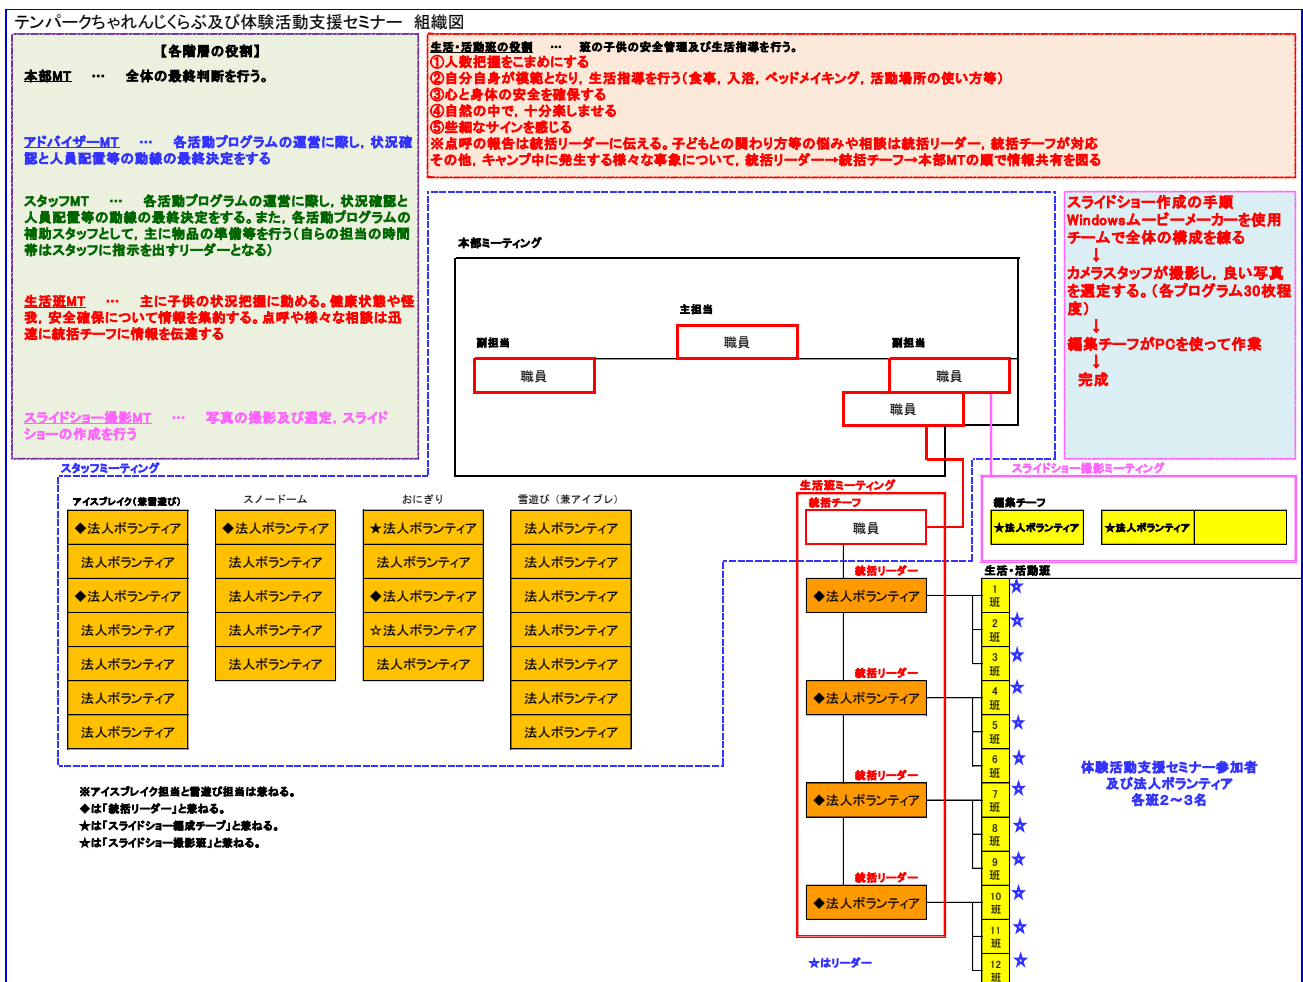 テンパークちゃれんじくらぶ及び体験活動支援セミナー　組織図
【各階層の役割】
本部MT　…　全体の最終判断を行う。
アドバイザーMT　…　各活動プログラムの運営に際し，状況確
認と人員配置等の動線の最終決定をする
スタッフMT　…　各活動プログラムの運営に際し，状況確認と
人員配置等の動線の最終決定をする。また，各活動プログラムの
補助スタッフとして，主に物品の準備等を行う（自らの担当の時間
帯はスタッフに指示を出すリーダーとなる）
生活班MT　…　主に子供の状況把握に勤める。健康状態や怪
我，安全確保について情報を集約する。点呼や様々な相談は迅
速に統括チーフに情報を伝達する
スライドショー撮影MT　…　写真の撮影及び選定，スライド
ショーの作成を行う
生活・活動班の役割　…　班の子供の安全管理及び生活指導を行う。
①人数把握をこまめにする
②自分自身が模範となり，生活指導を行う（食事，入浴，ベッドメイキング，活動場所の使い方等）
③心と身体の安全を確保する
④自然の中で，十分楽しませる
⑤些細なサインを感じる
※点呼の報告は統括リーダーに伝える。子どもとの関わり方等の悩みや相談は統括リーダー，統括チーフが対応
その他，キャンプ中に発生する様々な事象について，統括リーダー→統括チーフ→本部MTの順で情報共有を図る
スライドショー作成の手順
Windowsムービーメーカーを使用
チームで全体の構成を練る
↓
カメラスタッフが撮影し，良い写真
を選定する。（各プログラム30枚程
度）
↓
編集チーフがPCを使って作業
↓
完成
本部ミーティング
主担当
職員
副担当
職員
副担当
職員
職員
スタッフミーティング
アイスブレイク（兼雪遊び）
◆法人ボランティア
法人ボランティア
◆法人ボランティア
法人ボランティア
法人ボランティア
法人ボランティア
法人ボランティア
スノードーム
◆法人ボランティア
法人ボランティア
法人ボランティア
法人ボランティア
法人ボランティア
おにぎり
★法人ボランティア
法人ボランティア
◆法人ボランティア
☆法人ボランティア
法人ボランティア
雪遊び（兼アイブレ）
法人ボランティア
法人ボランティア
法人ボランティア
法人ボランティア
法人ボランティア
法人ボランティア
法人ボランティア
※アイスブレイク担当と雪遊び担当は兼ねる。
◆は「統括リーダー」と兼ねる。
★は「スライドショー編成チーフ」と兼ねる。
☆は「スライドショー撮影班」と兼ねる。
生活班ミーティング
統括チーフ
職員
統括リーダー
◆法人ボランティア
統括リーダー
◆法人ボランティア
統括リーダー
◆法人ボランティア
統括リーダー
◆法人ボランティア
☆はリーダー
スライドショー撮影ミーティング
編集チーフ
★法人ボランティア
★法人ボランティア
生活・活動班
1班 ☆
2班 ☆
3班 ☆
4班 ☆
5班 ☆
6班 ☆
7班 ☆
8班 ☆
9班 ☆
10班 ☆
11班 ☆
12班 ☆
体験活動支援セミナー参加者
及び法人ボランティア
各班２～３名